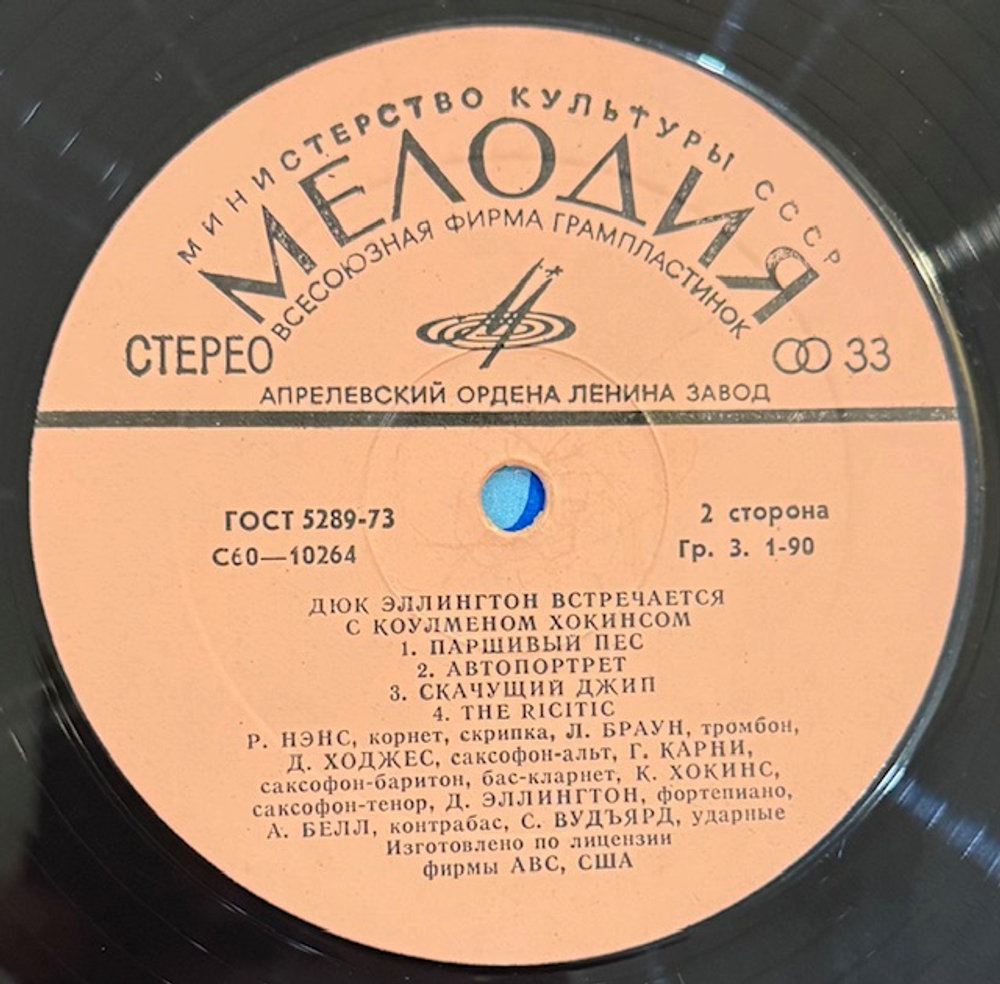 МИНИСТЕРСТВО КУЛЬТУРЫ СССР
МЕЛОДИЯ
ВСЕСОЮЗНАЯ ФИРМА ГРАМПЛАСТИНОК
СТЕРЕО
33
АПРЕЛЕВСКИЙ ОРДЕНА ЛЕНИНА ЗАВОД
ГОСТ 5289-73
2 сторона
С60—10264
Гр. 3. 1-90
ДЮК ЭЛЛИНГТОН ВСТРЕЧАЕТСЯ
С КОУЛМЕНОМ ХОКИНСОМ
1. ПАРШИВЫЙ ПЕС
2. АВТОПОРТРЕТ
3. СКАЧУЩИЙ ДЖИП
4. THE RICITIC
Р. НЭНС, корнет, скрипка, Л. БРАУН, тромбон,
Д. ХОДЖЕС, саксофон-альт, Г. КАРНИ,
саксофон-баритон, бас-кларнет, К. ХОКИНС,
саксофон-тенор, Д. ЭЛЛИНГТОН, фортепиано,
А. БЕЛЛ, контрабас, С. ВУДЪЯРД, ударные
Изготовлено по лицензии
фирмы АВС, США